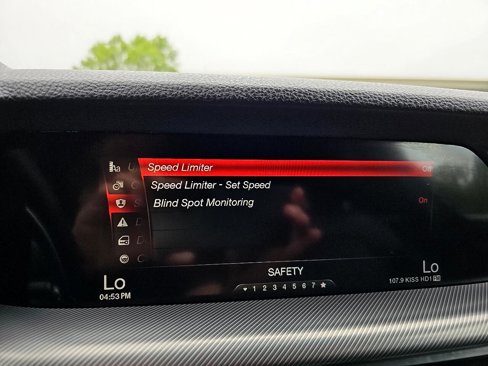 Speed Limiter Off
Speed Limiter - Set Speed
Blind Spot Monitoring On
SAFETY
Lo
04:53 PM
1 2 3 4 5 6 7
Lo
107.9 KISS HD1